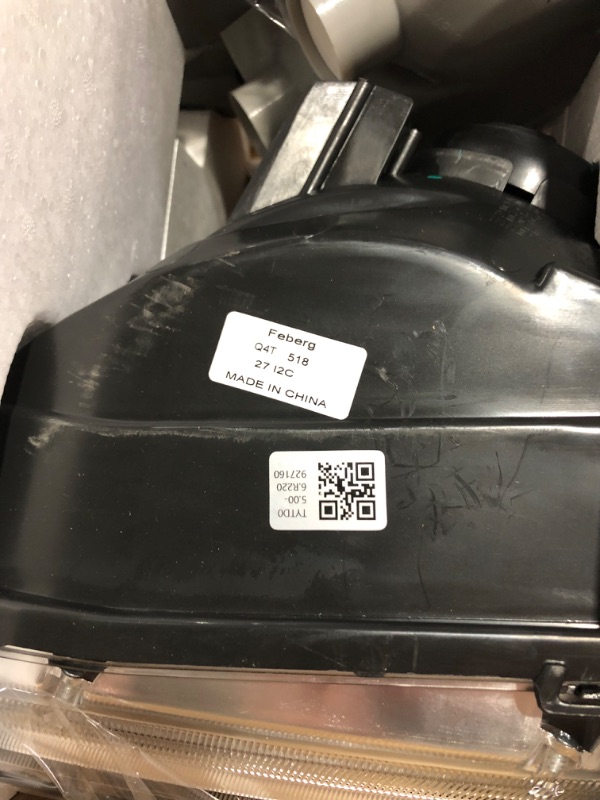 Feberg
Q4T 518
27 I2C
MADE IN CHINA
TYTD0
5.00-
6.R220
927160